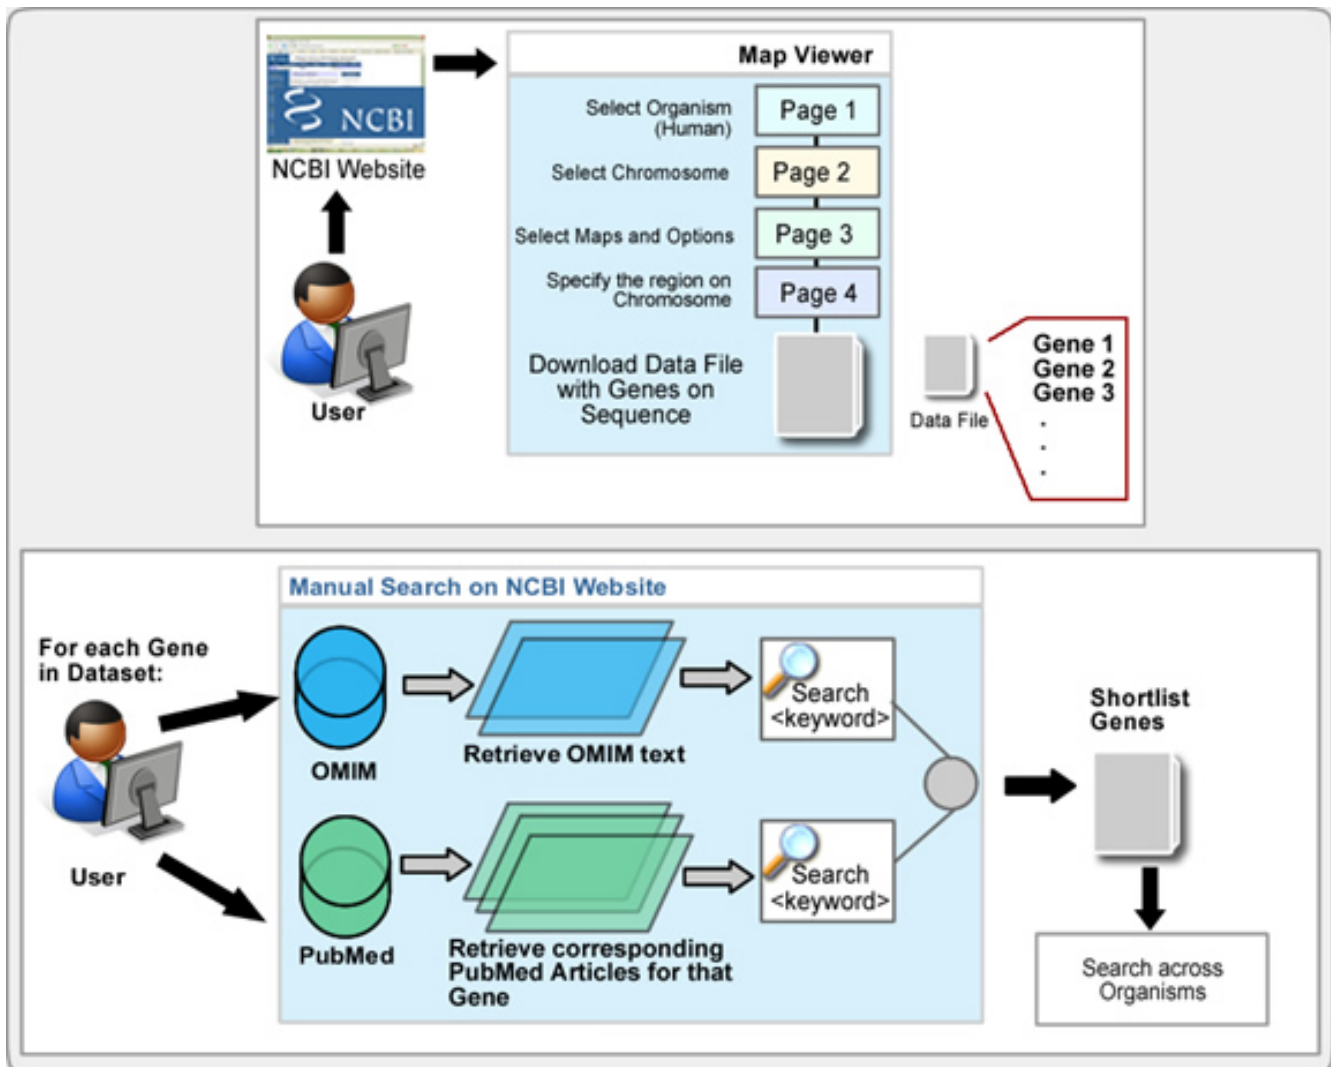 NCBI
NCBI Website
User
Map Viewer
Select Organism
(Human)
Page 1
Select Chromosome
Page 2
Select Maps and Options
Page 3
Specify the region on
Chromosome
Page 4
Download Data File
with Genes on
Sequence
Data File
Gene 1
Gene 2
Gene 3
.
.
.
Manual Search on NCBI Website
For each Gene
in Dataset:
User
OMIM
Retrieve OMIM text
Search
<keyword>
PubMed
Retrieve corresponding
PubMed Articles for that
Gene
Search
<keyword>
Shortlist
Genes
Search across
Organisms